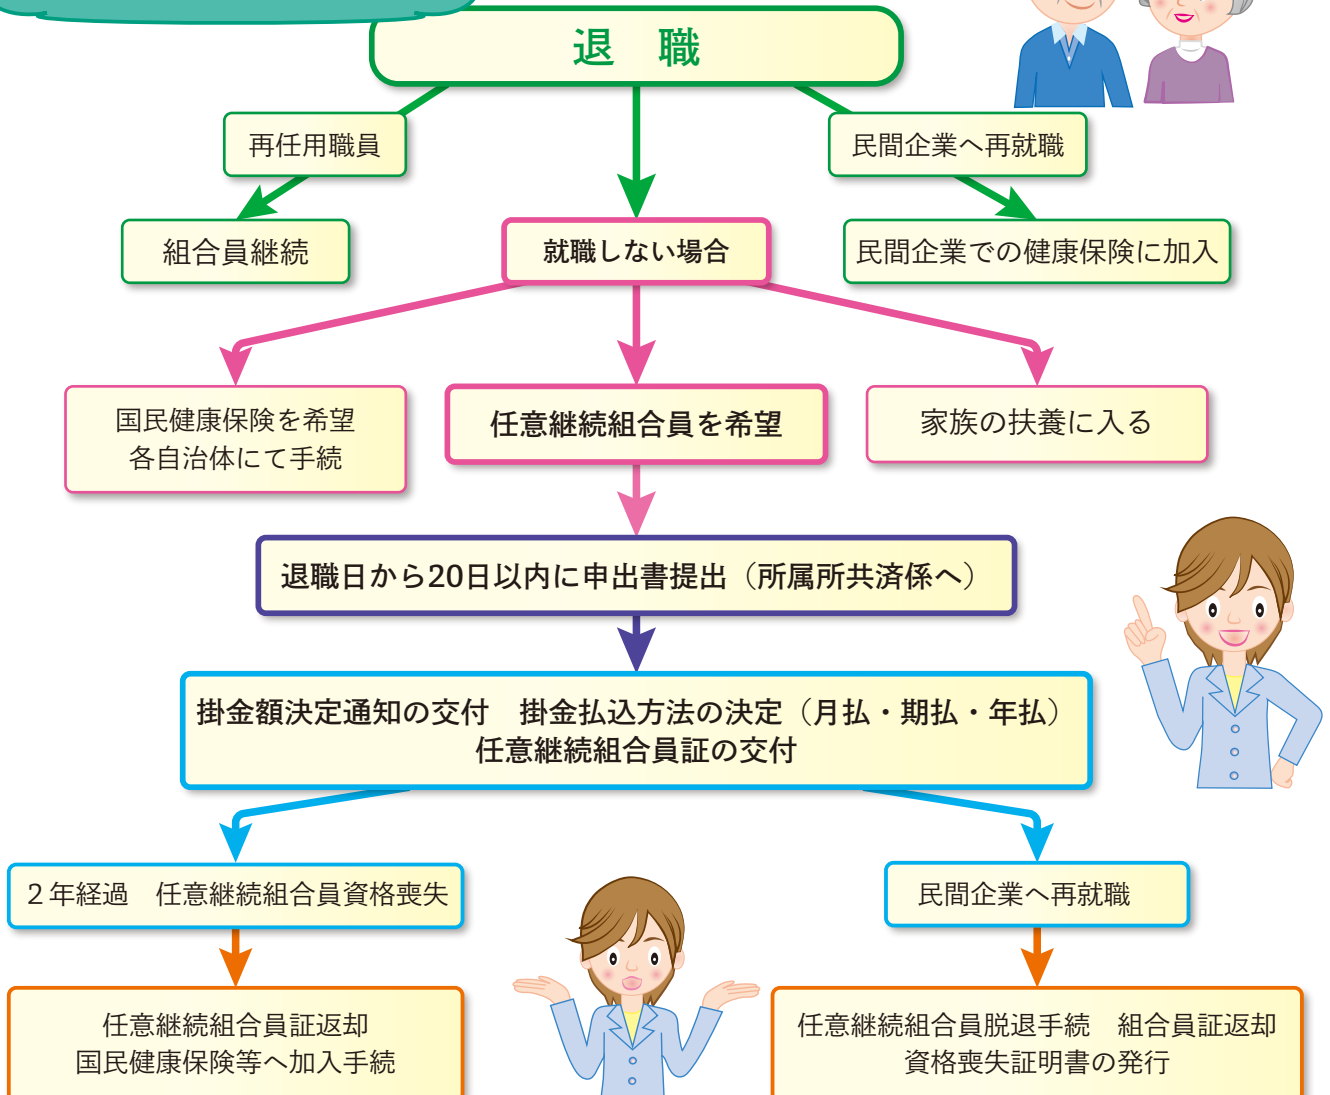 退　職
再任用職員
民間企業へ再就職
組合員継続
就職しない場合
民間企業での健康保険に加入
国民健康保険を希望
各自治体にて手続
任意継続組合員を希望
家族の扶養に入る
退職日から20日以内に申出書提出（所属所共済係へ）
掛金額決定通知の交付　掛金払込方法の決定（月払・期払・年払）
任意継続組合員証の交付
２年経過　任意継続組合員資格喪失
民間企業へ再就職
任意継続組合員証返却
国民健康保険等へ加入手続
任意継続組合員脱退手続　組合員証返却
資格喪失証明書の発行